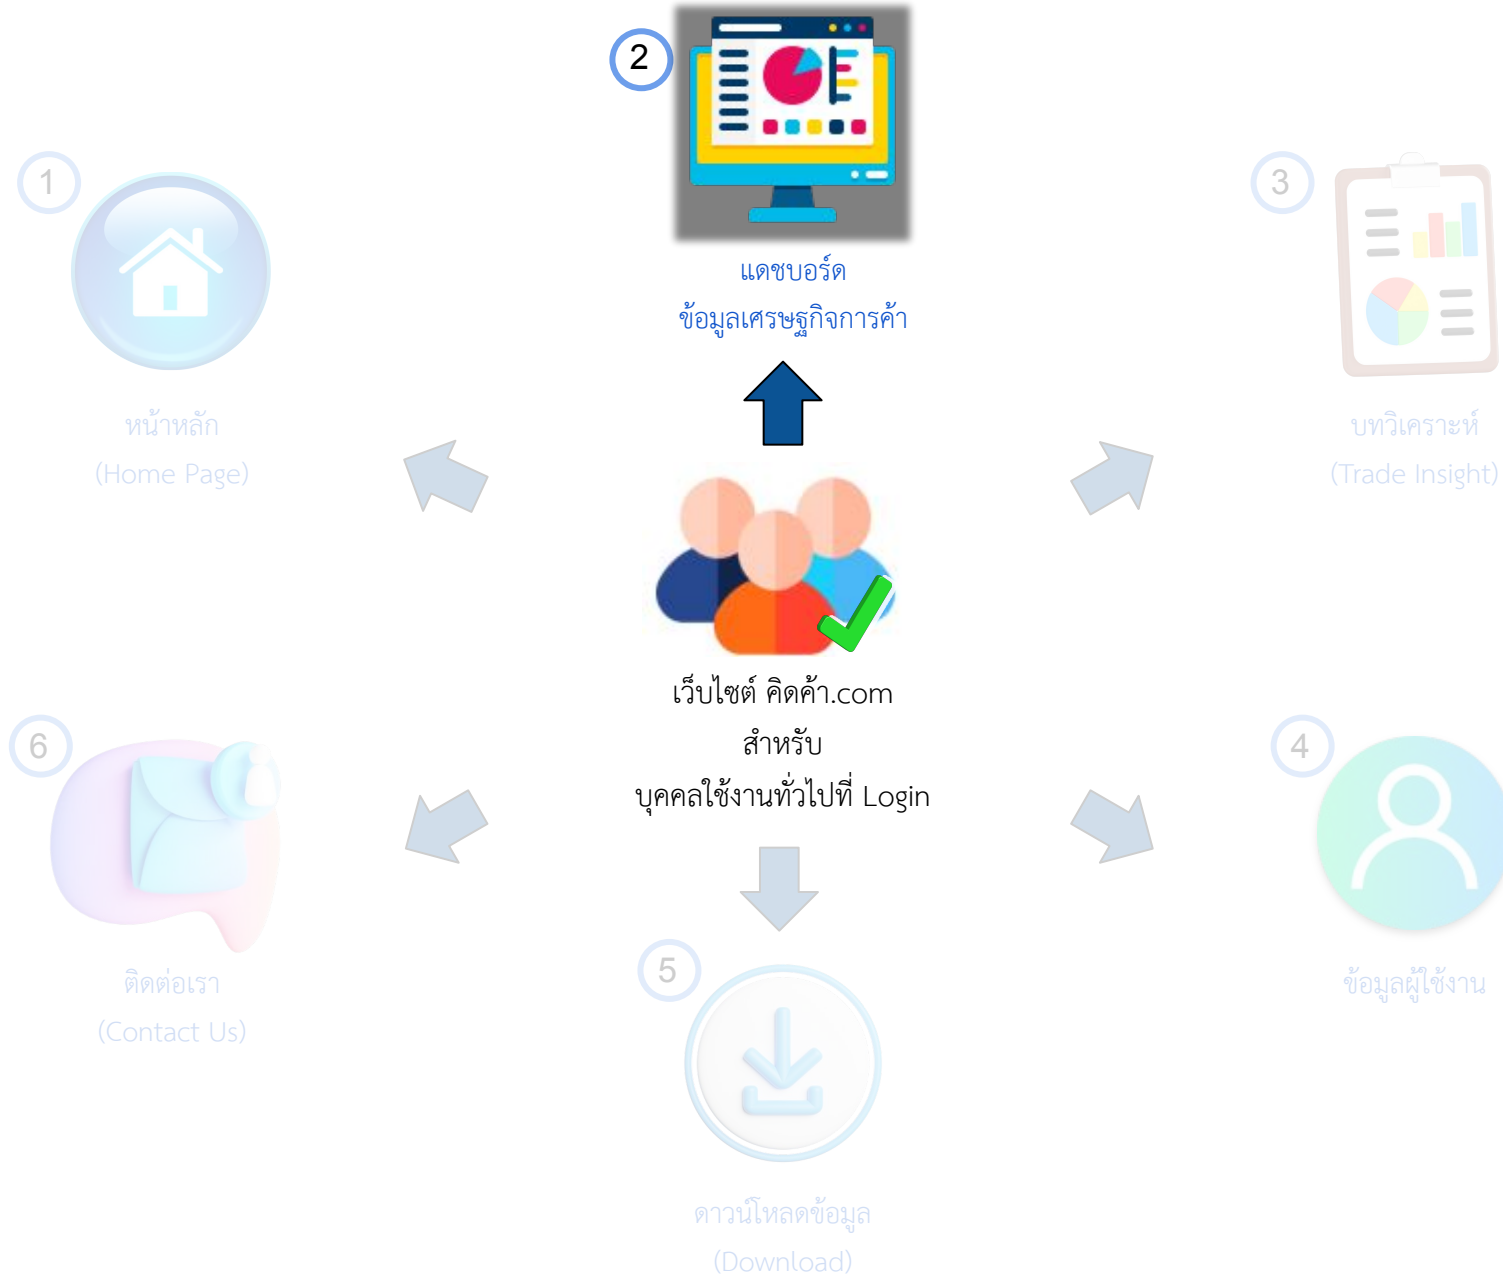 2
แดชบอร์ด
ข้อมูลเศรษฐกิจการค้า
1
หน้าหลัก
(Home Page)
3
บทวิเคราะห์
(Trade Insight)
เว็บไซต์ คิดค้า.com
สำหรับ
บุคคลใช้งานทั่วไปที่ Login
6
ติดต่อเรา
(Contact Us)
4
ข้อมูลผู้ใช้งาน
5
ดาวน์โหลดข้อมูล
(Download)